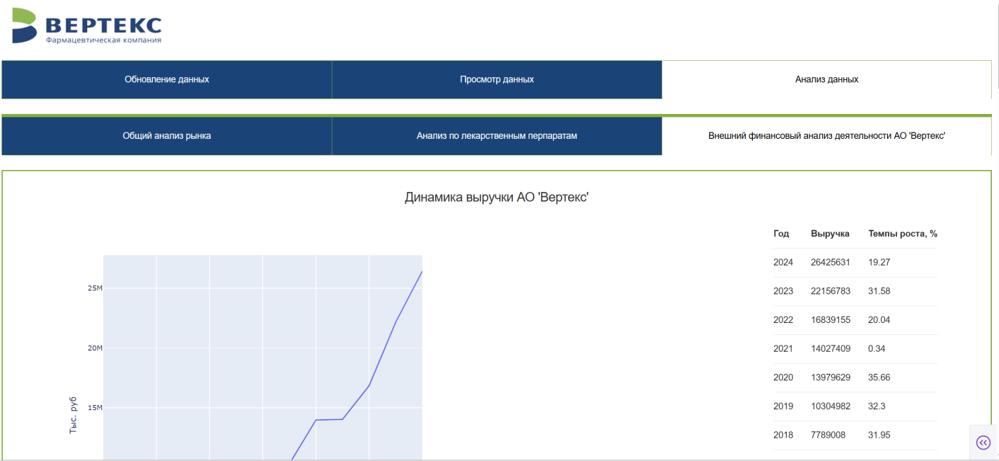 ВЕРТЕКС
Фармацевтическая компания
Обновление данных
Просмотр данных
Анализ данных
Общий анализ рынка
Анализ по лекарственным перпаратам
Внешний финансовый анализ деятельности АО 'Вертекс'
Динамика выручки АО 'Вертекс'
Год Выручка Темпы роста, %
2024 26425631 19.27
2023 22156783 31.58
2022 16839155 20.04
2021 14027409 0.34
2020 13979629 35.66
2019 10304982 32.3
2018 7789008 31.95
25M
20M
15M
Тыс. руб